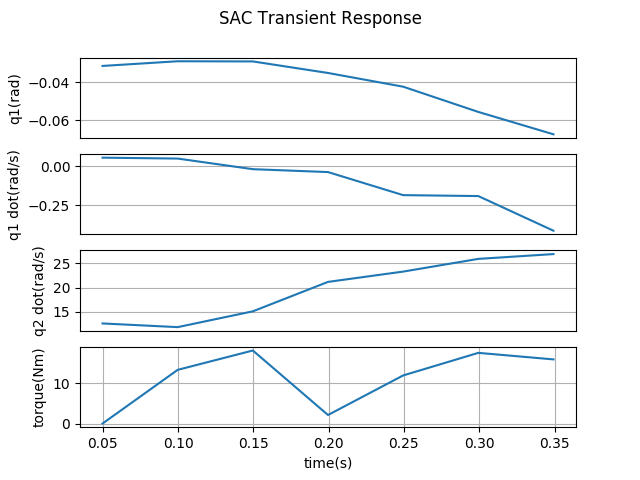 SAC Transient Response
q1(rad)
−0.04
−0.06
q1 dot(rad/s)
0.00
−0.25
q2 dot(rad/s)
25
20
15
torque(Nm)
10
0
0.05 0.10 0.15 0.20 0.25 0.30 0.35
time(s)